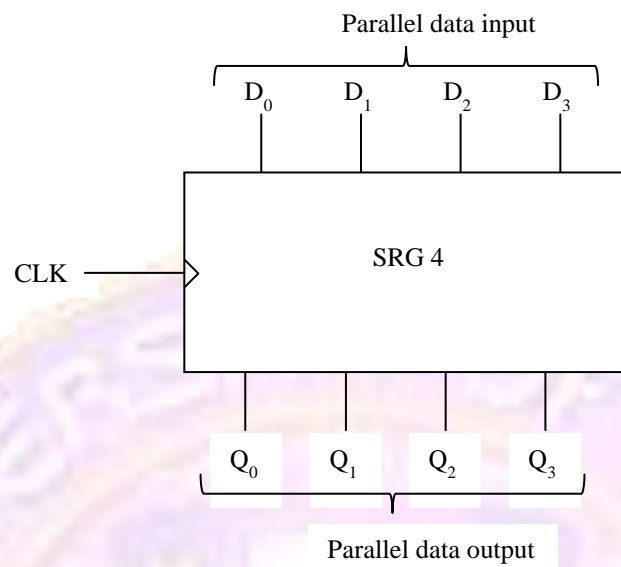 Parallel data input
D₀ D₁ D₂ D₃
SRG 4
CLK
Q₀ Q₁ Q₂ Q₃
Parallel data output